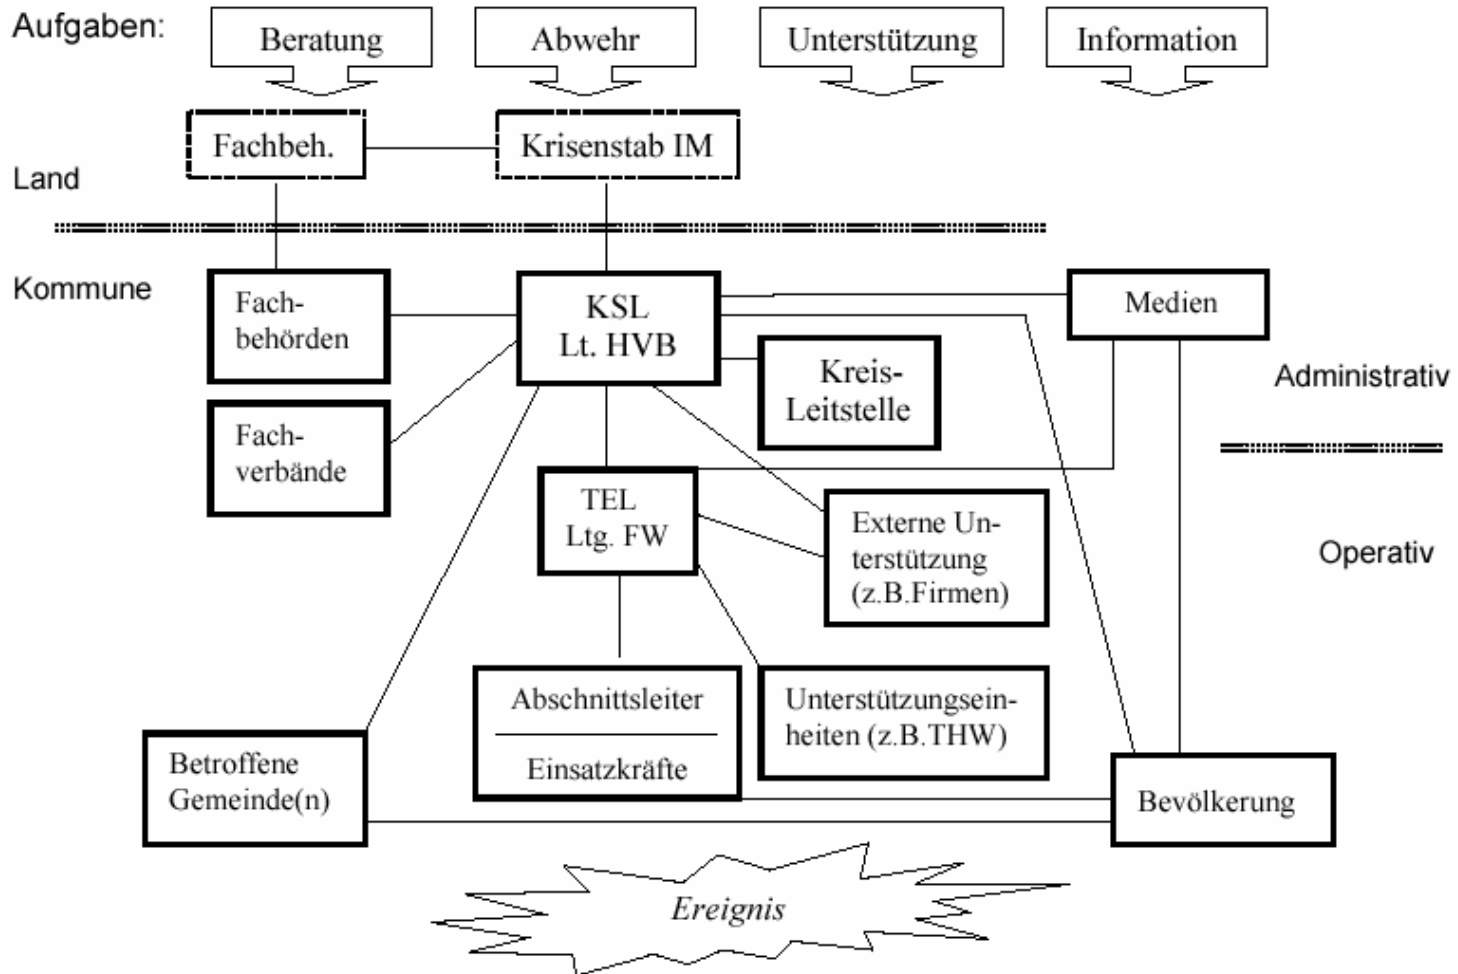 Aufgaben:
Beratung
Abwehr
Unterstützung
Information
Fachbeh.
Krisenstab IM
Land
Kommune
Fach-
behörden
KSL
Lt. HVB
Medien
Kreis-
Leitstelle
Administrativ
Fach-
verbände
TEL
Ltg. FW
Externe Un-
terstützung
(z.B.Firmen)
Operativ
Abschnittsleiter
Einsatzkräfte
Unterstützungsein-
heiten (z.B.THW)
Betroffene
Gemeinde(n)
Bevölkerung
Ereignis